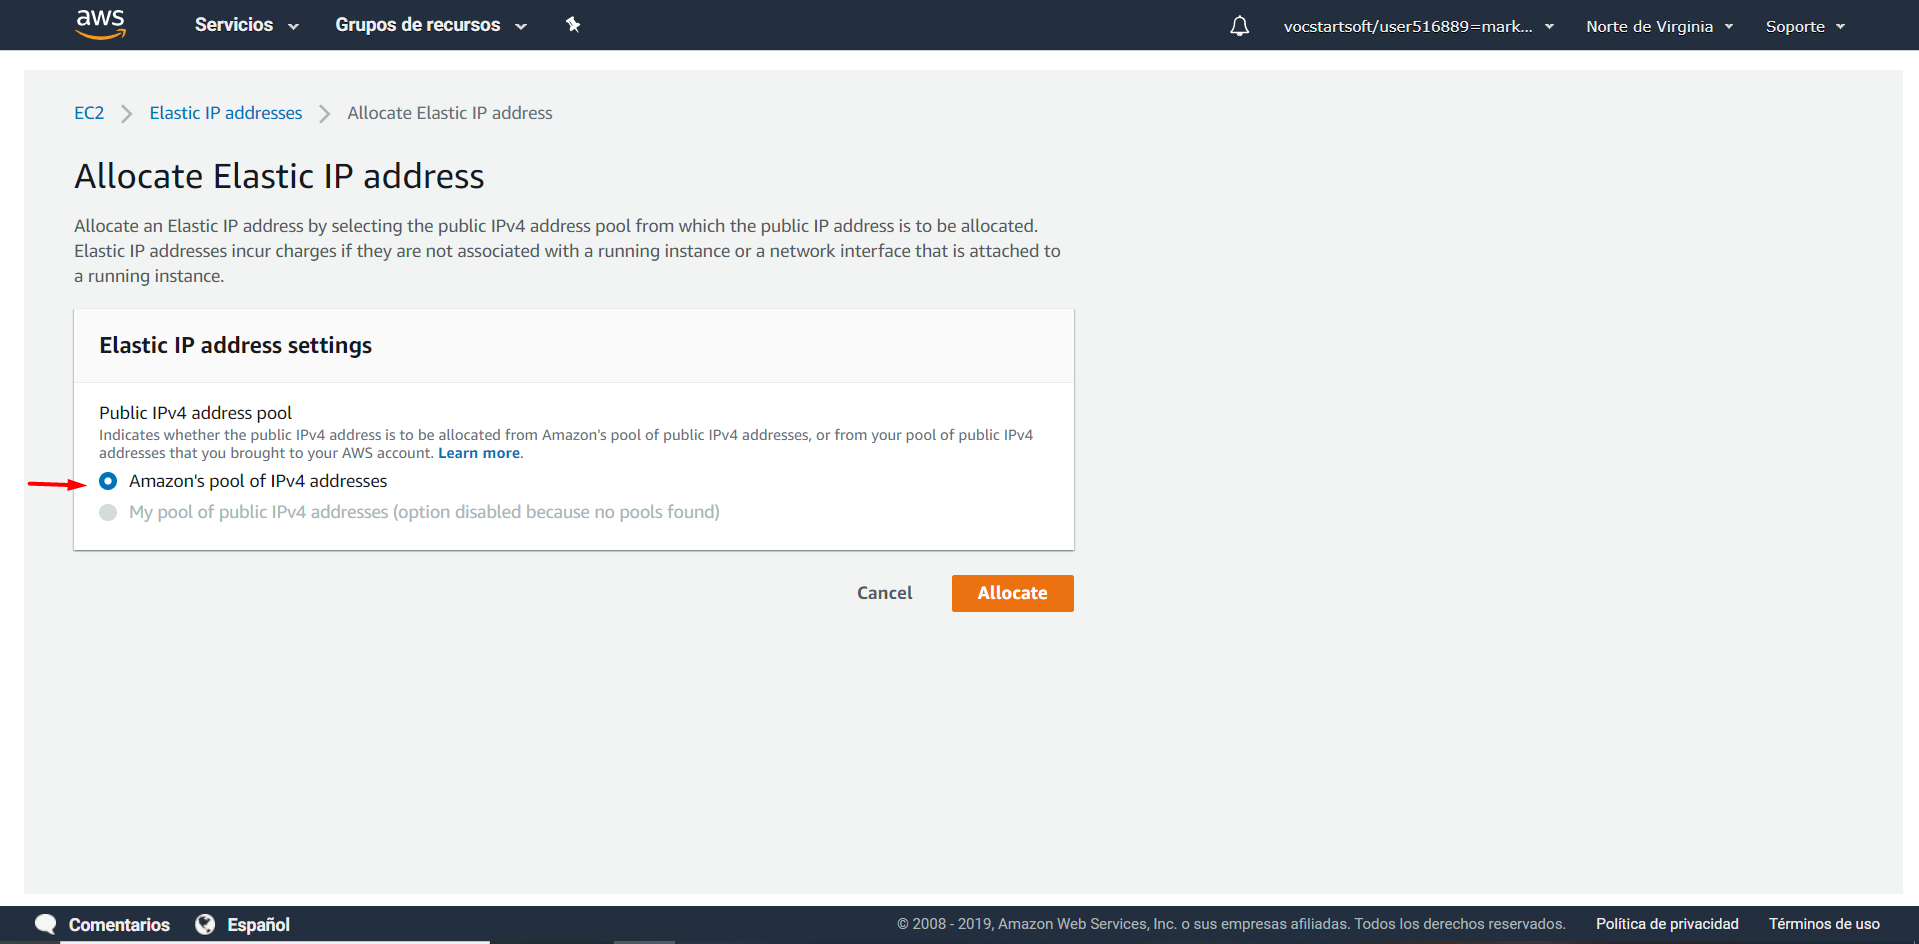 aws Servicios Grupos de recursos vocstartsoft/user516889=mark... Norte de Virginia Soporte
EC2 Elastic IP addresses Allocate Elastic IP address
Allocate Elastic IP address
Allocate an Elastic IP address by selecting the public IPv4 address pool from which the public IP address is to be allocated.
Elastic IP addresses incur charges if they are not associated with a running instance or a network interface that is attached to
a running instance.
Elastic IP address settings
Public IPv4 address pool
Indicates whether the public IPv4 address is to be allocated from Amazon's pool of public IPv4 addresses, or from your pool of public IPv4
addresses that you brought to your AWS account. Learn more.
Amazon's pool of IPv4 addresses
My pool of public IPv4 addresses (option disabled because no pools found)
Cancel Allocate
Comentarios Español © 2008 - 2019, Amazon Web Services, Inc. o sus empresas afiliadas. Todos los derechos reservados. Política de privacidad Términos de uso